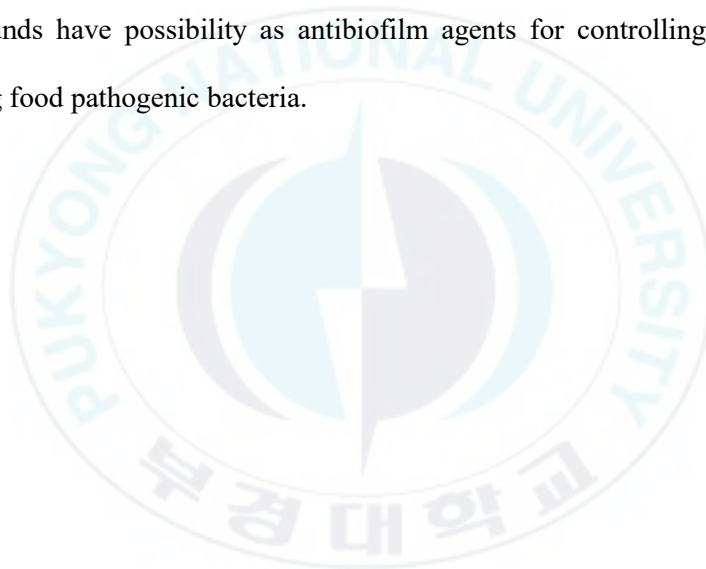 nds have possibility as antibiofilm agents for controlling
food pathogenic bacteria.
PUKYONG NATIONAL UNIVERSITY
부경대학교